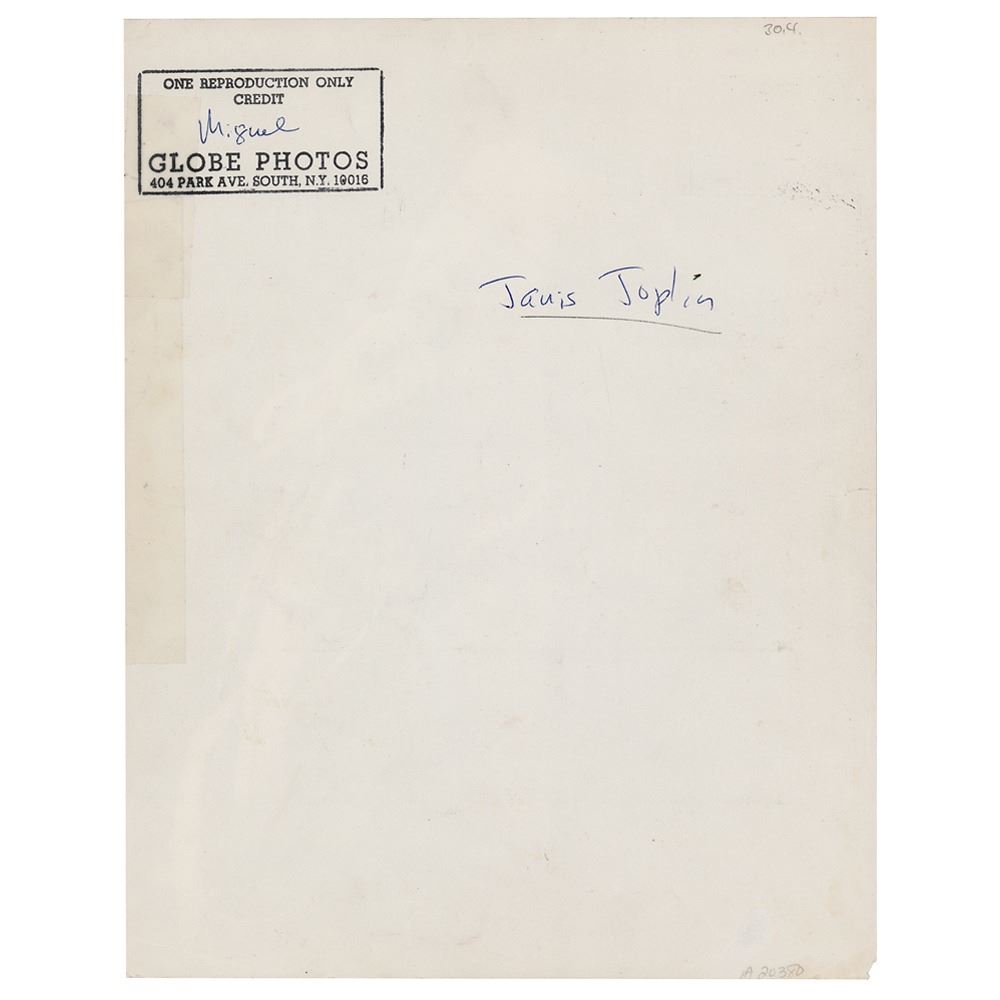 30.4.
ONE REPRODUCTION ONLY
CREDIT
Miguel
GLOBE PHOTOS
404 PARK AVE. SOUTH, N.Y. 10016
Janis Joplin
A 20380